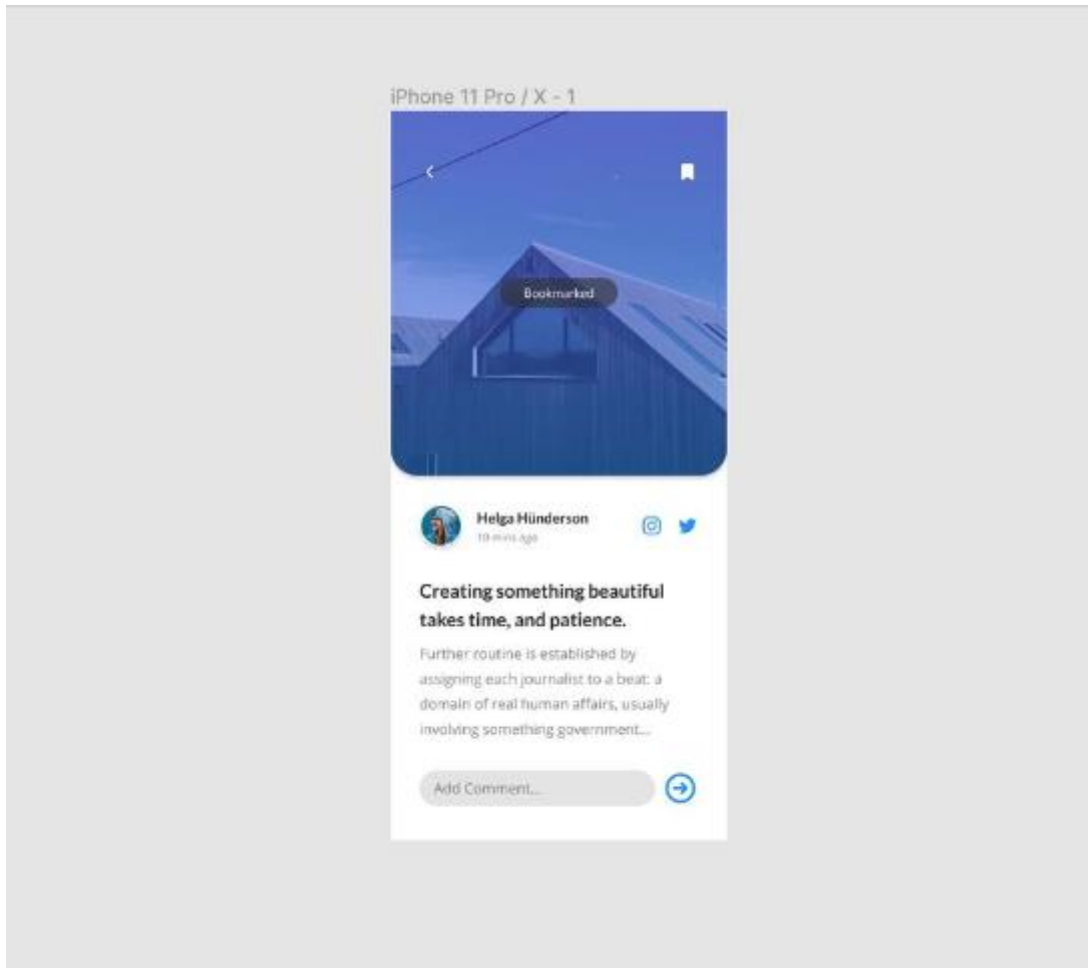 iPhone 11 Pro / X - 1
Bookmarked
Helga Hünderson
10 mins ago
Creating something beautiful
takes time, and patience.
Further routine is established by
assigning each journalist to a beat: a
domain of real human affairs, usually
involving something government...
Add Comment...